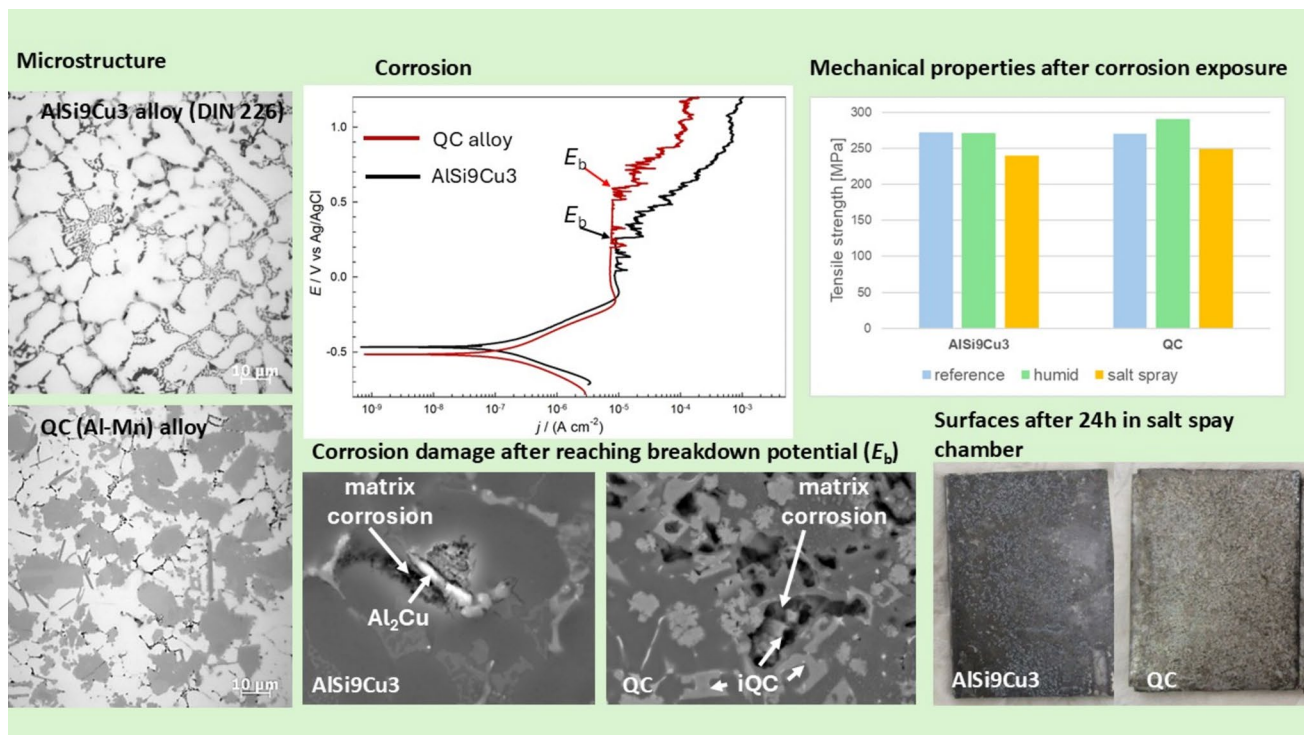 Microstructure
AlSi9Cu3 alloy (DIN 226)
10 µm
QC (Al-Mn) alloy
10 µm
Corrosion
QC alloy
AlSi9Cu3
E_b
E_b
1.0
0.5
0.0
-0.5
E / V vs Ag/AgCl
10⁻⁹ 10⁻⁸ 10⁻⁷ 10⁻⁶ 10⁻⁵ 10⁻⁴ 10⁻³
j / (A cm⁻²)
Corrosion damage after reaching breakdown potential (E_b)
matrix
corrosion
Al₂Cu
AlSi9Cu3
matrix
corrosion
iQC
QC
Mechanical properties after corrosion exposure
Tensile strength [MPa]
300
250
200
150
100
50
0
AlSi9Cu3 QC
reference humid salt spray
Surfaces after 24h in salt spay
chamber
AlSi9Cu3
QC